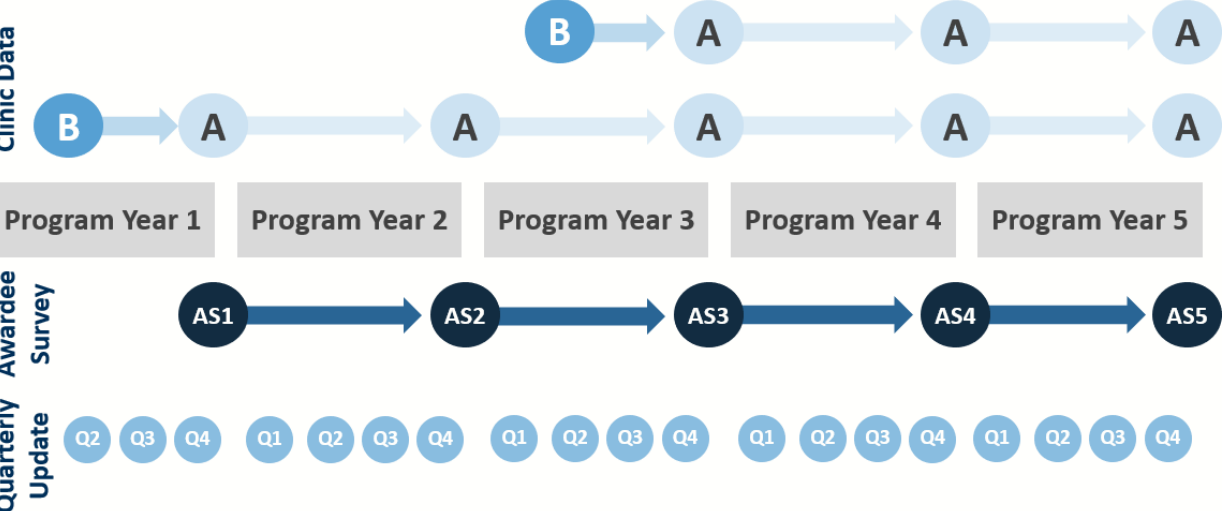 Clinic Data
B A A A
B A A A A A
Program Year 1 Program Year 2 Program Year 3 Program Year 4 Program Year 5
Awardee
Survey
AS1 AS2 AS3 AS4 AS5
Quarterly
Update
Q2 Q3 Q4 Q1 Q2 Q3 Q4 Q1 Q2 Q3 Q4 Q1 Q2 Q3 Q4 Q1 Q2 Q3 Q4